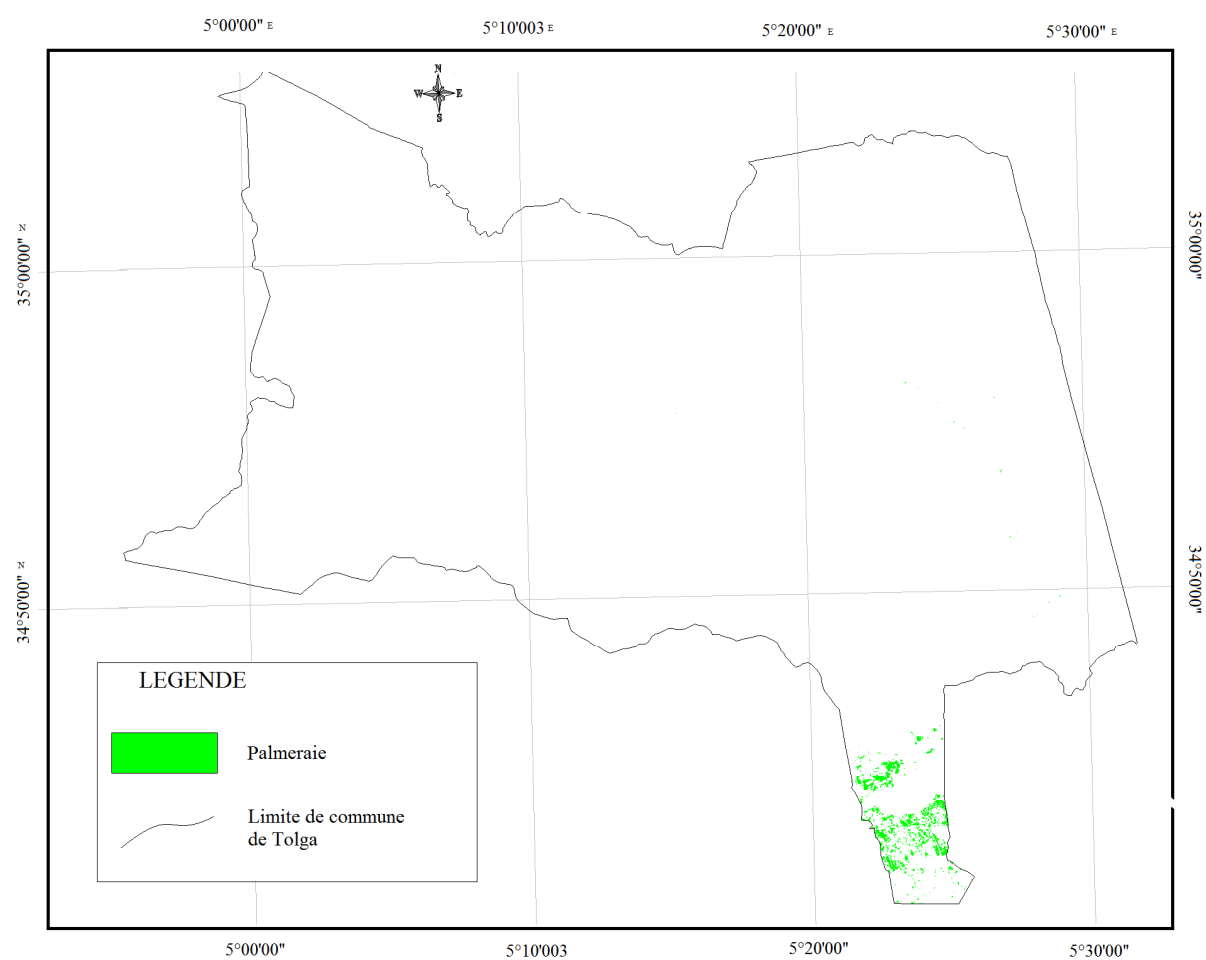 5°00'00" E
5°10'003 E
5°20'00" E
5°30'00" E
N
W
E
S
35°00'00" N
35°00'00"
34°50'00" N
34°50'00"
LEGENDE
Palmeraie
Limite de commune
de Tolga
5°00'00"
5°10'003
5°20'00"
5°30'00"